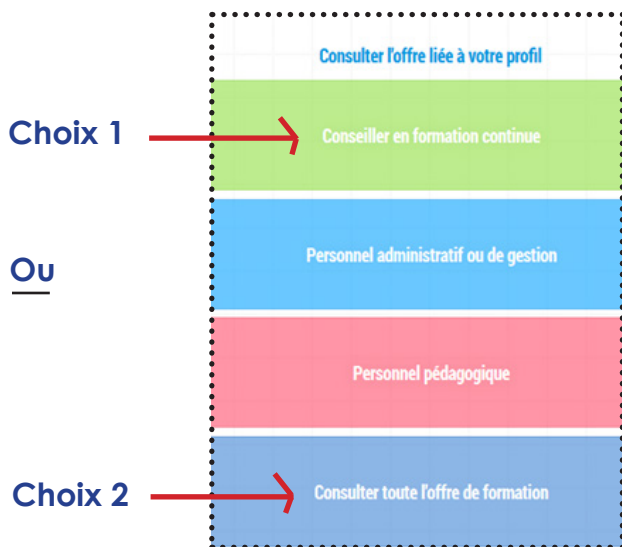 Consulter l'offre liée à votre profil
Choix 1
Conseiller en formation continue
Ou
Personnel administratif ou de gestion
Personnel pédagogique
Choix 2
Consulter toute l'offre de formation